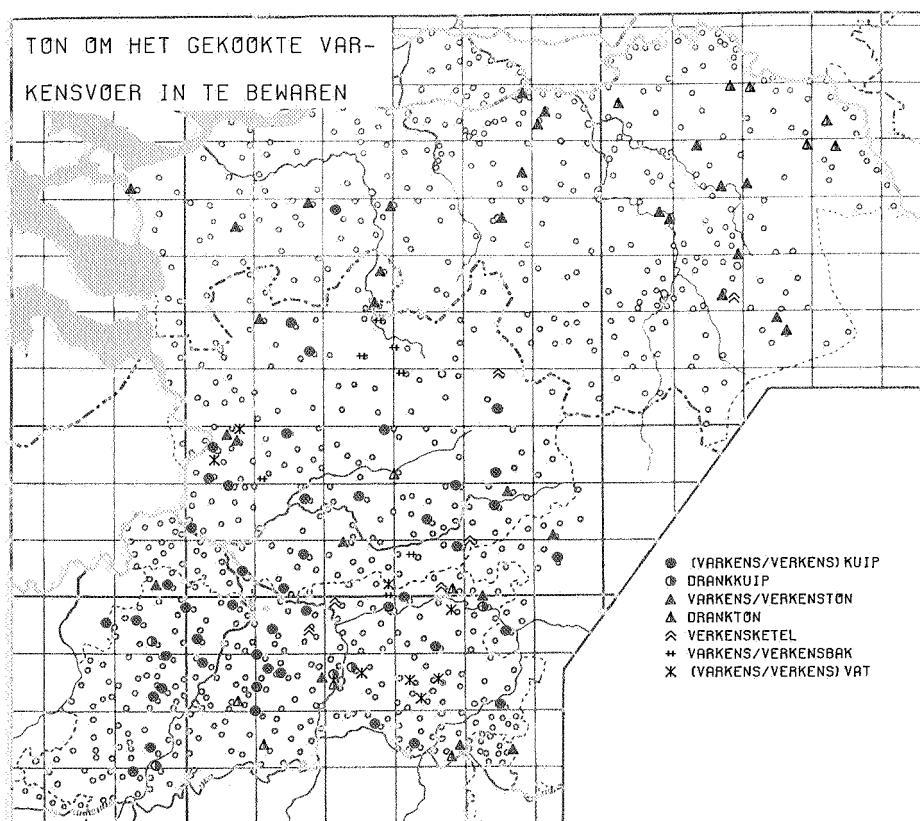 TON OM HET GEKOOKTE VAR-
KENSVOER IN TE BEWAREN
(VARKENS/VERKENS) KUIP
DRANKKUIP
VARKENS/VERKENSTON
DRANKTON
VERKENSKETEL
VARKENS/VERKENSBAK
(VARKENS/VERKENS) VAT